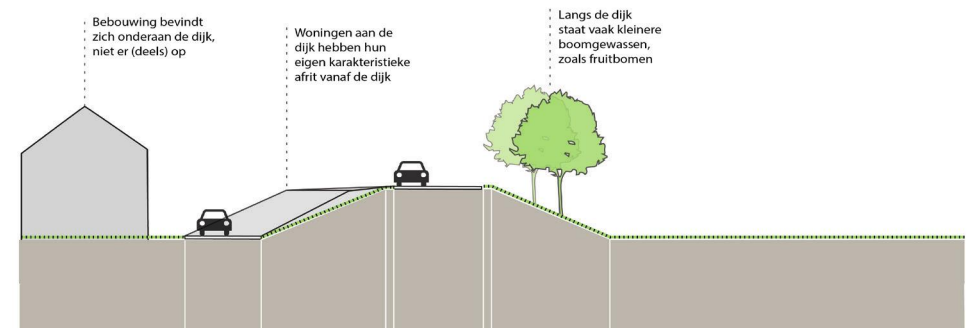 Bebouwing bevindt
zich onderaan de dijk,
niet er (deels) op
Woningen aan de
dijk hebben hun
eigen karakteristieke
afrit vanaf de dijk
Langs de dijk
staat vaak kleinere
boomgewassen,
zoals fruitbomen